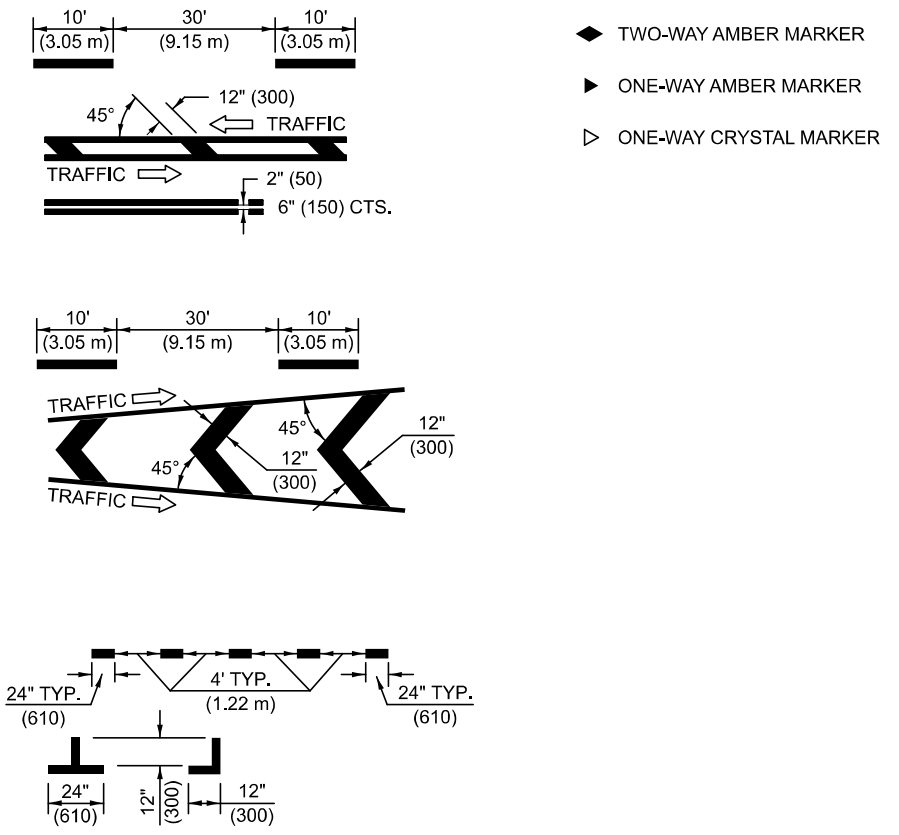 10' 30' 10'
(3.05 m) (9.15 m) (3.05 m)
TWO-WAY AMBER MARKER
ONE-WAY AMBER MARKER
ONE-WAY CRYSTAL MARKER
12" (300)
45°
TRAFFIC
TRAFFIC
2" (50)
6" (150) CTS.
10' 30' 10'
(3.05 m) (9.15 m) (3.05 m)
TRAFFIC
45°
12"
(300)
12"
(300)
45°
TRAFFIC
24" TYP.
(610)
4' TYP.
(1.22 m)
24" TYP.
(610)
24"
(610)
12"
(300)
12"
(300)